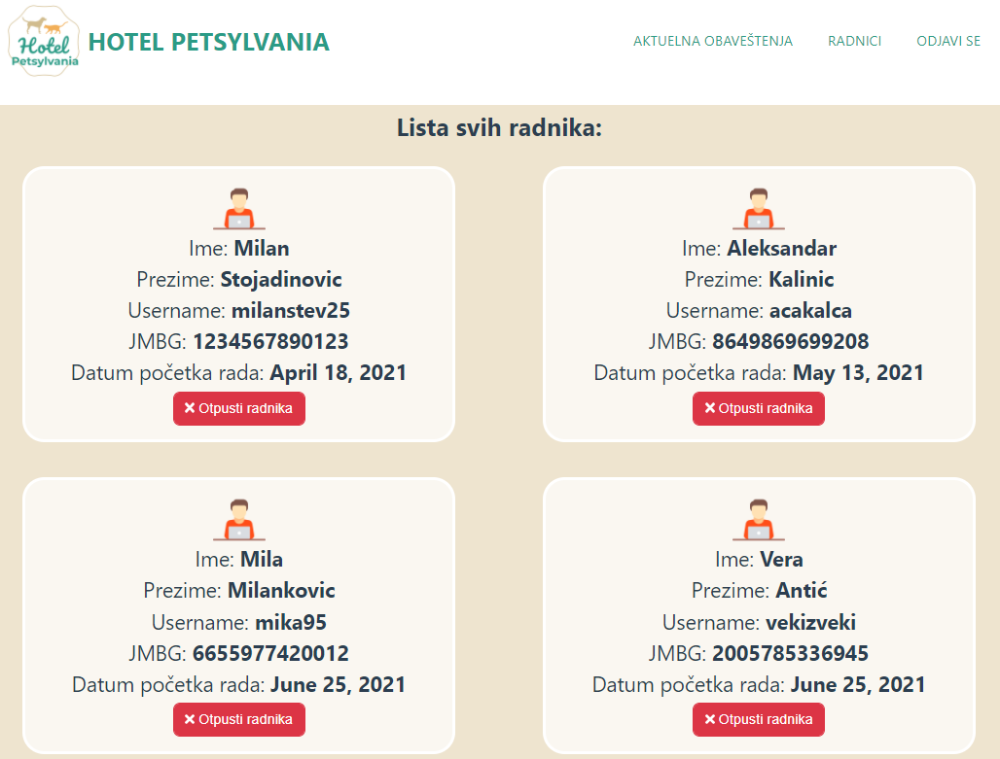 Hotel
Petsylvania
HOTEL PETSYLVANIA
AKTUELNA OBAVEŠTENJA
RADNICI
ODJAVI SE
Lista svih radnika:
Ime: Milan
Prezime: Stojadinovic
Username: milanstev25
JMBG: 1234567890123
Datum početka rada: April 18, 2021
Otpusti radnika
Ime: Aleksandar
Prezime: Kalinic
Username: acakalca
JMBG: 8649869699208
Datum početka rada: May 13, 2021
Otpusti radnika
Ime: Mila
Prezime: Milankovic
Username: mika95
JMBG: 6655977420012
Datum početka rada: June 25, 2021
Otpusti radnika
Ime: Vera
Prezime: Antić
Username: vekizveki
JMBG: 2005785336945
Datum početka rada: June 25, 2021
Otpusti radnika